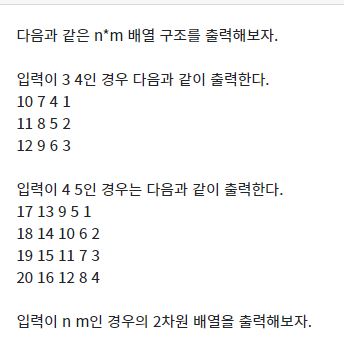 다음과 같은 n*m 배열 구조를 출력해보자.
입력이 3 4인 경우 다음과 같이 출력한다.
10 7 4 1
11 8 5 2
12 9 6 3
입력이 4 5인 경우는 다음과 같이 출력한다.
17 13 9 5 1
18 14 10 6 2
19 15 11 7 3
20 16 12 8 4
입력이 n m인 경우의 2차원 배열을 출력해보자.